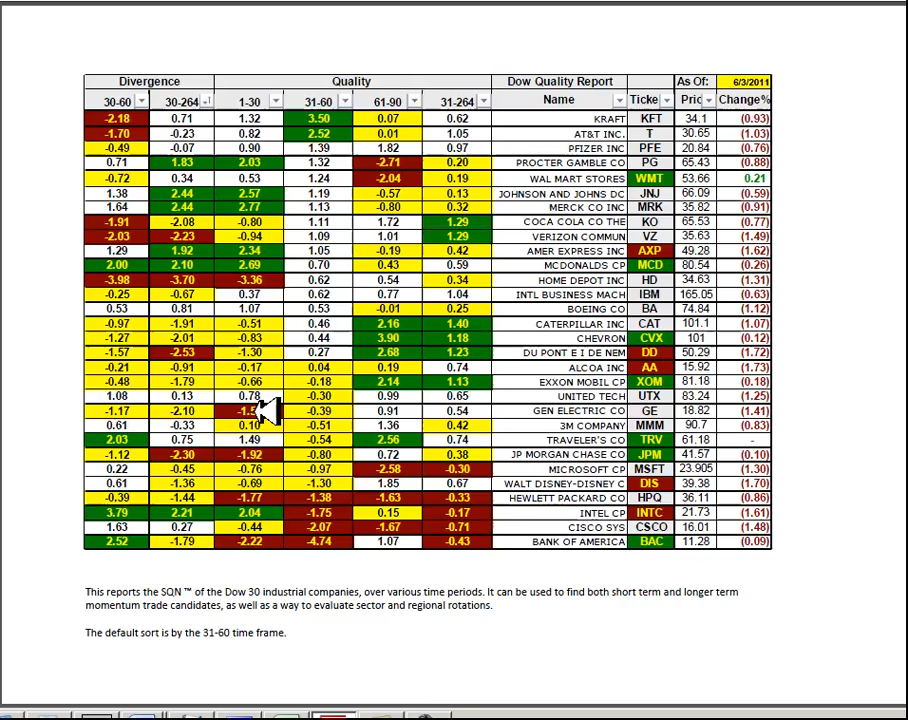 Divergence Quality Dow Quality Report As Of: 6/3/2011
30-60 30-264 1-30 31-60 61-90 31-264 Name Ticke Pric Change%
-2.18 0.71 1.32 3.50 0.07 0.62 KRAFT KFT 34.1 (0.93)
-1.70 -0.23 0.82 2.52 0.01 1.05 AT&T INC. T 30.65 (1.03)
-0.49 -0.07 0.90 1.39 1.82 0.97 PFIZER INC PFE 20.84 (0.76)
0.71 1.83 2.03 1.32 -2.71 0.20 PROCTER GAMBLE CO PG 65.43 (0.88)
-0.72 0.34 0.53 1.24 -2.04 0.19 WAL MART STORES WMT 53.66 0.21
1.38 2.44 2.57 1.19 -0.57 0.13 JOHNSON AND JOHNS DC JNJ 66.09 (0.59)
1.64 2.44 2.77 1.13 -0.80 0.32 MERCK CO INC MRK 35.82 (0.91)
-1.91 -2.08 -0.80 1.11 1.72 1.29 COCA COLA CO THE KO 65.53 (0.77)
-2.03 -2.23 -0.94 1.09 1.01 1.29 VERIZON COMMUN VZ 35.63 (1.49)
1.29 1.92 2.34 1.05 -0.19 0.42 AMER EXPRESS INC AXP 49.28 (1.62)
2.00 2.10 2.69 0.70 0.43 0.59 MCDONALDS CP MCD 80.54 (0.26)
-3.98 -3.70 -3.36 0.62 0.54 0.34 HOME DEPOT INC HD 34.63 (1.31)
-0.25 -0.67 0.37 0.62 0.77 1.04 INTL BUSINESS MACH IBM 165.05 (0.63)
0.53 0.81 1.07 0.53 -0.01 0.25 BOEING CO BA 74.84 (1.12)
-0.97 -1.91 -0.51 0.46 2.16 1.40 CATERPILLAR INC CAT 101.1 (1.07)
-1.27 -2.01 -0.83 0.44 3.90 1.18 CHEVRON CVX 101 (0.12)
-1.57 -2.53 -1.30 0.27 2.68 1.23 DU PONT E I DE NEM DD 50.29 (1.72)
-0.21 -0.91 -0.17 0.04 0.19 0.74 ALCOA INC AA 15.92 (1.73)
-0.48 -1.79 -0.66 -0.18 2.14 1.13 EXXON MOBIL CP XOM 81.18 (0.18)
1.08 0.13 0.78 -0.30 0.99 0.65 UNITED TECH UTX 83.24 (1.25)
-1.17 -2.10 -0.39 0.91 0.54 GEN ELECTRIC CO GE 18.82 (1.41)
0.61 -0.33 0.10 -0.51 1.36 0.42 3M COMPANY MMM 90.7 (0.83)
2.03 0.75 1.49 -0.54 2.56 0.74 TRAVELER'S CO TRV 61.18 -
-1.12 -2.30 -1.92 -0.80 0.72 0.38 JP MORGAN CHASE CO JPM 41.57 (0.10)
0.22 -0.45 -0.76 -0.97 -2.58 -0.30 MICROSOFT CP MSFT 23.905 (1.30)
0.61 -1.36 -0.69 -1.30 1.85 0.67 WALT DISNEY-DISNEY C DIS 39.38 (1.70)
-0.39 -1.44 -1.77 -1.38 -1.63 -0.33 HEWLETT PACKARD CO HPQ 36.11 (0.86)
3.79 2.21 2.04 -1.75 0.15 -0.17 INTEL CP INTC 21.73 (1.61)
1.63 0.27 -0.44 -2.07 -1.67 -0.71 CISCO SYS CSCO 16.01 (1.48)
2.52 -1.79 -2.22 -4.74 1.07 -0.43 BANK OF AMERICA BAC 11.28 (0.09)
This reports the SQN ™ of the Dow 30 industrial companies, over various time periods. It can be used to find both short term and longer term
momentum trade candidates, as well as a way to evaluate sector and regional rotations.
The default sort is by the 31-60 time frame.